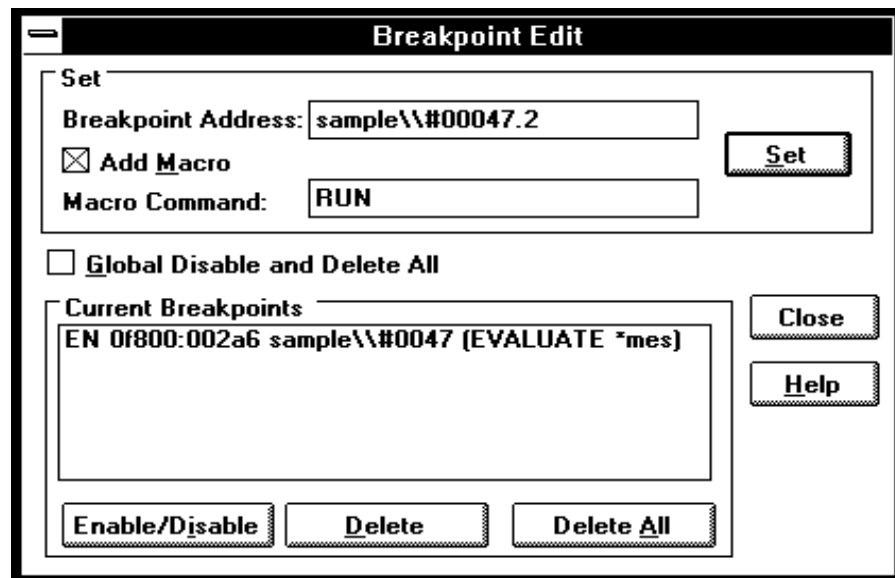 Breakpoint Edit
Set
Breakpoint Address: sample\\#00047.2
Add Macro
Set
Macro Command: RUN
Global Disable and Delete All
Current Breakpoints
EN 0f800:002a6 sample\\#0047 (EVALUATE *mes)
Close
Help
Enable/Disable Delete Delete All